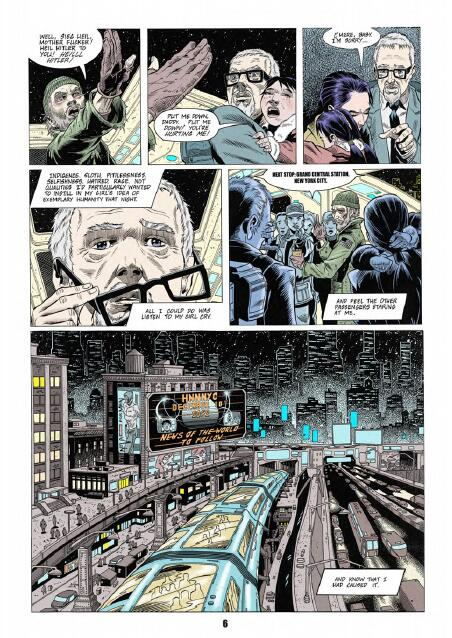 WELL, SIEG HEIL,
MOTHER FUCKER!
HEIL HITLER TO
YOU! HEILLL
HITLER!
PUT ME DOWN,
DADDY. PUT ME
DOWN! YOU'RE
HURTING ME!
C'MERE, BABY.
I'M SORRY...
INDIGENCE. SLOTH. PITILESSNESS.
SELFISHNESS. HATRED. RAGE. NOT
QUALITIES I'D PARTICULARLY WANTED
TO INSTILL IN MY GIRL'S IDEA OF
EXEMPLARY HUMANITY THAT NIGHT.
ALL I COULD DO WAS
LISTEN TO MY GIRL CRY.
NEXT STOP: GRAND CENTRAL STATION,
NEW YORK CITY.
AND FEEL THE OTHER
PASSENGERS STARING
AT ME.
HNNNYC
NEWS OF THE WORLD
TO FOLLOW...
AND KNOW THAT I
HAD CAUSED IT.
6